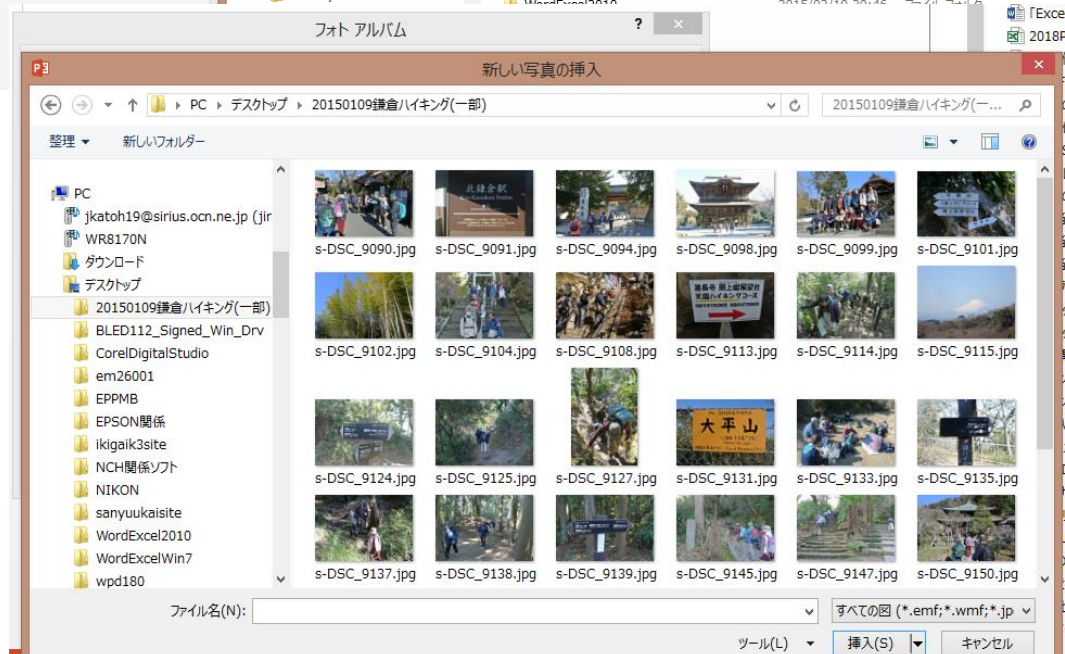 WordExcel2010
フォト アルバム
?
「Exce
2018P
新しい写真の挿入
PC ▸ デスクトップ ▸ 20150109鎌倉ハイキング(一部)
20150109鎌倉ハイキング(一...
整理
新しいフォルダー
PC
jkatoh19@sirius.ocn.ne.jp (jir
WR8170N
ダウンロード
デスクトップ
20150109鎌倉ハイキング(一部)
BLED112_Signed_Win_Drv
CorelDigitalStudio
em26001
EPPMB
EPSON関係
ikigaik3site
NCH関係ソフト
NIKON
sanyuukaisite
WordExcel2010
WordExcelWin7
wpd180
北鎌倉駅
s-DSC_9090.jpg s-DSC_9091.jpg s-DSC_9094.jpg s-DSC_9098.jpg s-DSC_9099.jpg s-DSC_9101.jpg
s-DSC_9102.jpg s-DSC_9104.jpg s-DSC_9108.jpg s-DSC_9113.jpg s-DSC_9114.jpg s-DSC_9115.jpg
大平山
s-DSC_9124.jpg s-DSC_9125.jpg s-DSC_9127.jpg s-DSC_9131.jpg s-DSC_9133.jpg s-DSC_9135.jpg
s-DSC_9137.jpg s-DSC_9138.jpg s-DSC_9139.jpg s-DSC_9145.jpg s-DSC_9147.jpg s-DSC_9150.jpg
ファイル名(N):
すべての図 (*.emf;*.wmf;*.jp
ツール(L)
挿入(S)
キャンセル